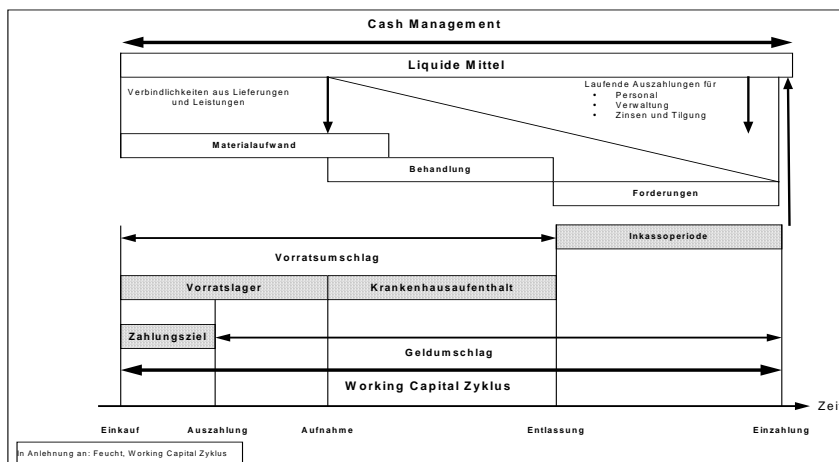 Cash Management
Liquide Mittel
Verbindlichkeiten aus Lieferungen
und Leistungen
Laufende Auszahlungen für
• Personal
• Verwaltung
• Zinsen und Tilgung
Materialaufwand
Behandlung
Forderungen
Inkassoperiode
Vorratsumschlag
Vorratslager
Krankenhausaufenthalt
Zahlungsziel
Geldumschlag
Working Capital Zyklus
Zeit
Einkauf
Auszahlung
Aufnahme
Entlassung
Einzahlung
In Anlehnung an: Feucht, Working Capital Zyklus